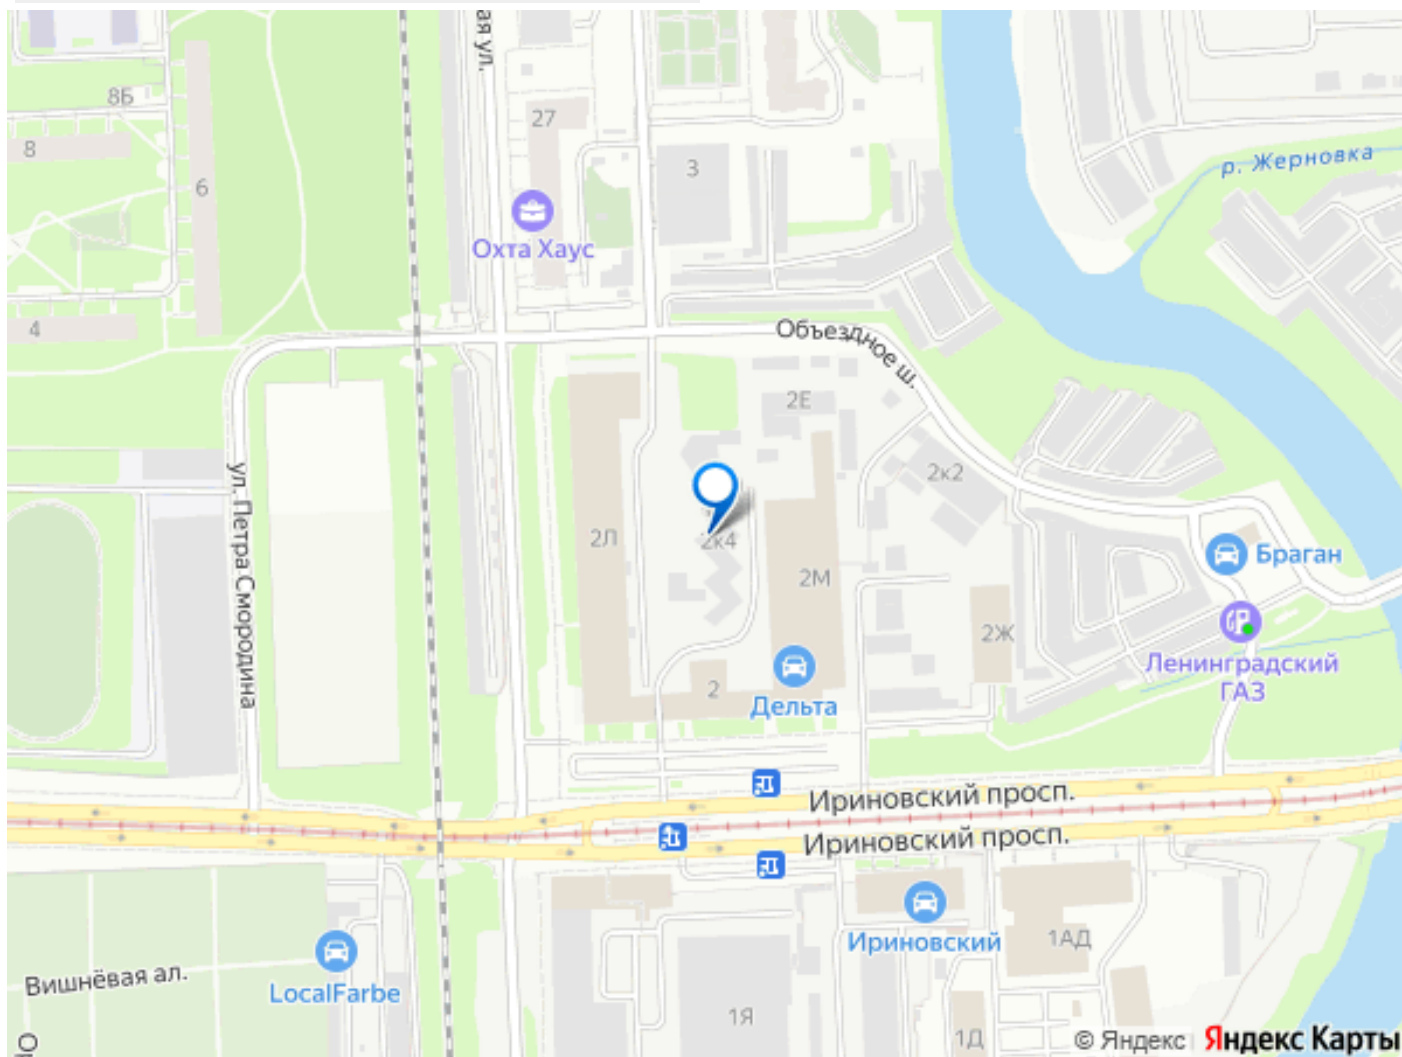 ая ул.
8Б
27
8
3
6
р. Жерновка
Охта Хаус
4
Объездное ш.
2Е
2к2
ул. Петра Смородина
2Л
2к4
Браган
2М
2Ж
Ленинградский
ГАЗ
2
Дельта
Ириновский просп.
Ириновский просп.
Ириновский
1АД
Вишнёвая ал.
LocalFarbe
1Я
1Д
© Яндекс Яндекс Карты